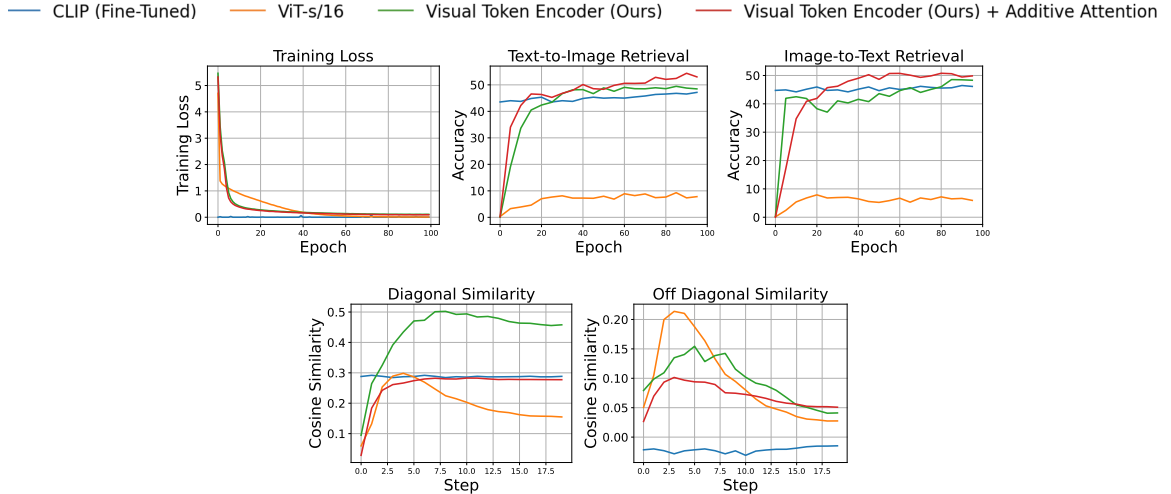 CLIP (Fine-Tuned) ViT-s/16 Visual Token Encoder (Ours) Visual Token Encoder (Ours) + Additive Attention
Training Loss
Training Loss
5
4
3
2
1
0
0 20 40 60 80 100
Epoch
Text-to-Image Retrieval
Accuracy
50
40
30
20
10
0
0 20 40 60 80 100
Epoch
Image-to-Text Retrieval
Accuracy
50
40
30
20
10
0
0 20 40 60 80 100
Epoch
Diagonal Similarity
Cosine Similarity
0.5
0.4
0.3
0.2
0.1
0.0 2.5 5.0 7.5 10.0 12.5 15.0 17.5
Step
Off Diagonal Similarity
Cosine Similarity
0.20
0.15
0.10
0.05
0.00
0.0 2.5 5.0 7.5 10.0 12.5 15.0 17.5
Step